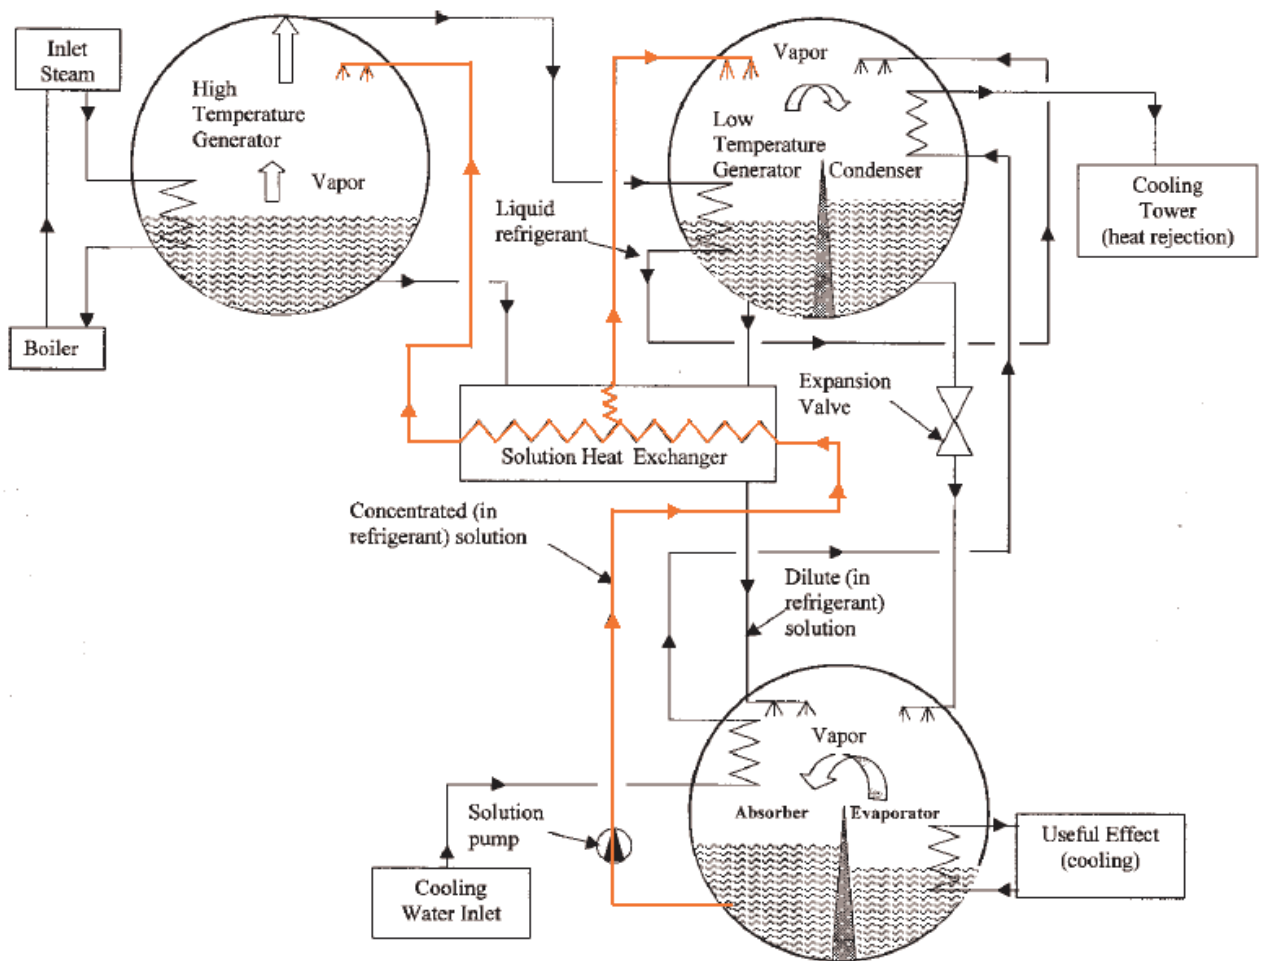 Inlet
Steam
High
Temperature
Generator
Vapor
Boiler
Liquid
refrigerant
Vapor
Low
Temperature
Generator
Condenser
Cooling
Tower
(heat rejection)
Expansion
Valve
Solution Heat Exchanger
Concentrated (in
refrigerant) solution
Dilute (in
refrigerant)
solution
Vapor
Absorber
Evaporator
Solution
pump
Cooling
Water Inlet
Useful Effect
(cooling)